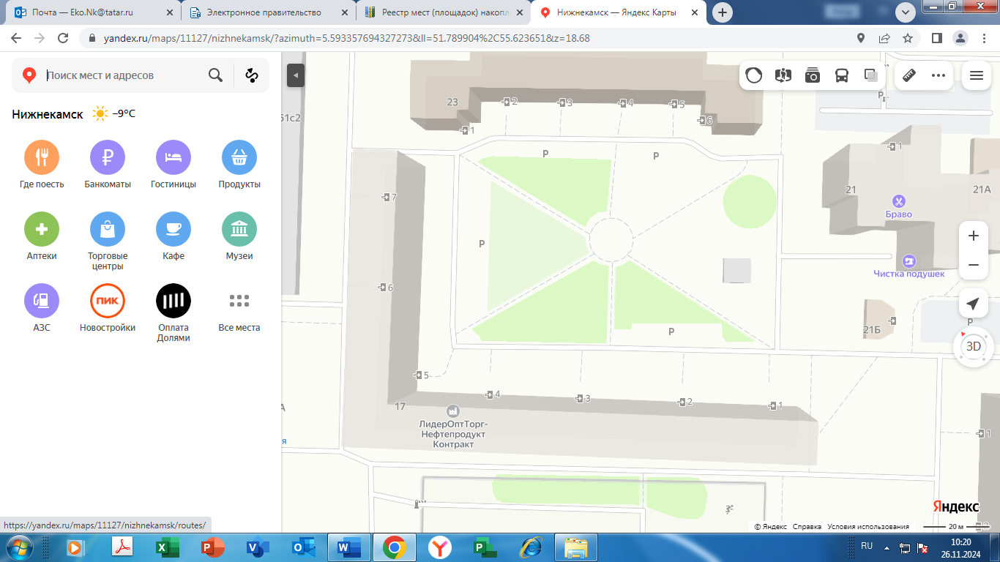 Почта — Eko.Nk@tatar.ru
Электронное правительство
Реестр мест (площадок) накопл
Нижнекамск — Яндекс Карты
yandex.ru/maps/11127/nizhnekamsk/?azimuth=5.593357694327273&ll=51.789904%2C55.623651&z=18.68
Поиск мест и адресов
Нижнекамск
−9°C
Где поесть
Банкоматы
Гостиницы
Продукты
Аптеки
Торговые
центры
Кафе
Музеи
АЗС
ПИК
Новостройки
Оплата
Долями
Все места
51с2
23
1
2
3
4
5
6
P
P
P
P
P
P
7
6
5
4
3
2
1
17
ЛидерОптТорг-
Нефтепродукт
Контракт
21
1
21А
Браво
Чистка подушек
21Б
3D
А
я
1
2
Яндекс
© Яндекс Справка Условия использования
20 м
https://yandex.ru/maps/11127/nizhnekamsk/routes/
RU
10:20
26.11.2024